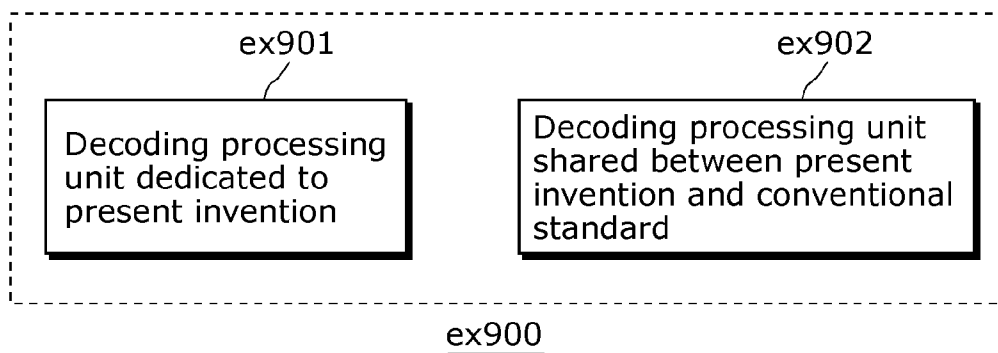 ex901
ex902
Decoding processing
unit dedicated to
present invention
Decoding processing unit
shared between present
invention and conventional
standard
ex900